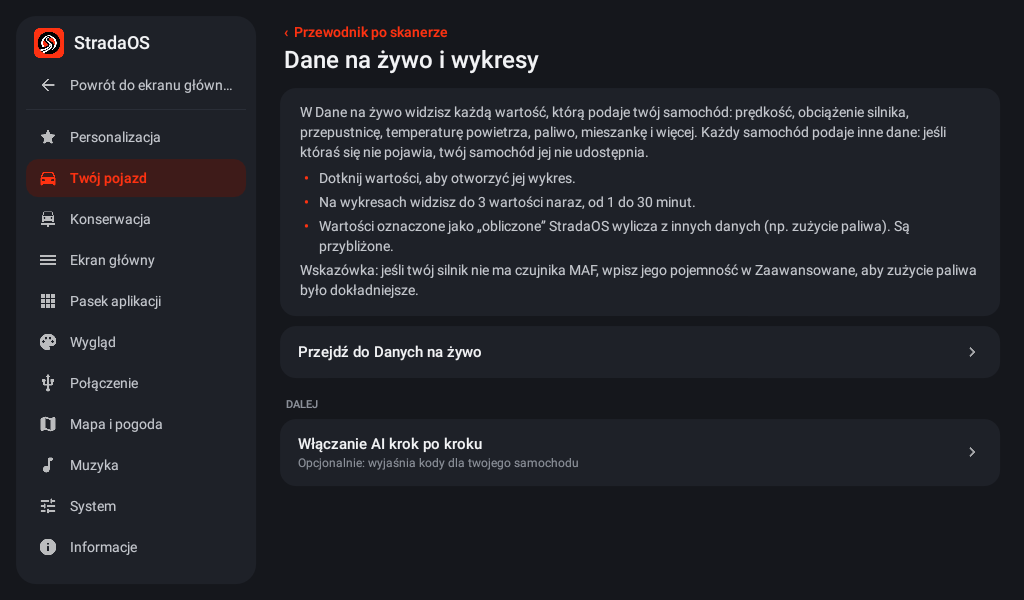 StradaOS
Powrót do ekranu główn...
Personalizacja
Twój pojazd
Konserwacja
Ekran główny
Pasek aplikacji
Wygląd
Połączenie
Mapa i pogoda
Muzyka
System
Informacje
‹ Przewodnik po skanerze
Dane na żywo i wykresy
W Dane na żywo widzisz każdą wartość, którą podaje twój samochód: prędkość, obciążenie silnika,
przepustnicę, temperaturę powietrza, paliwo, mieszankę i więcej. Każdy samochód podaje inne dane: jeśli
któraś się nie pojawia, twój samochód jej nie udostępnia.
• Dotknij wartości, aby otworzyć jej wykres.
• Na wykresach widzisz do 3 wartości naraz, od 1 do 30 minut.
• Wartości oznaczone jako „obliczone” StradaOS wylicza z innych danych (np. zużycie paliwa). Są
przybliżone.
Wskazówka: jeśli twój silnik nie ma czujnika MAF, wpisz jego pojemność w Zaawansowane, aby zużycie paliwa
było dokładniejsze.
Przejdź do Danych na żywo
DALEJ
Włączanie AI krok po kroku
Opcjonalnie: wyjaśnia kody dla twojego samochodu